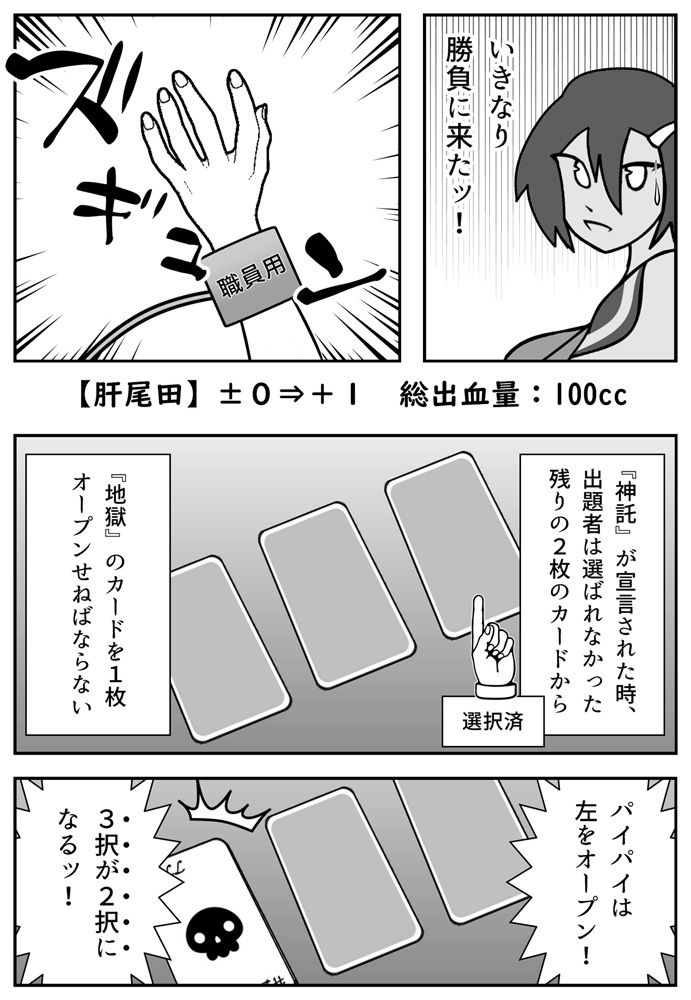 いきなり
勝負に来たッ！
ズギュン
職員用
【肝尾田】±０⇒＋１　総出血量：100cc
『神託』が宣言された時、
出題者は選ばれなかった
残りの２枚のカードから
選択済
『地獄』のカードを１枚
オープンせねばならない
パイパイは
左をオープン！
３択が２択に
なるッ！